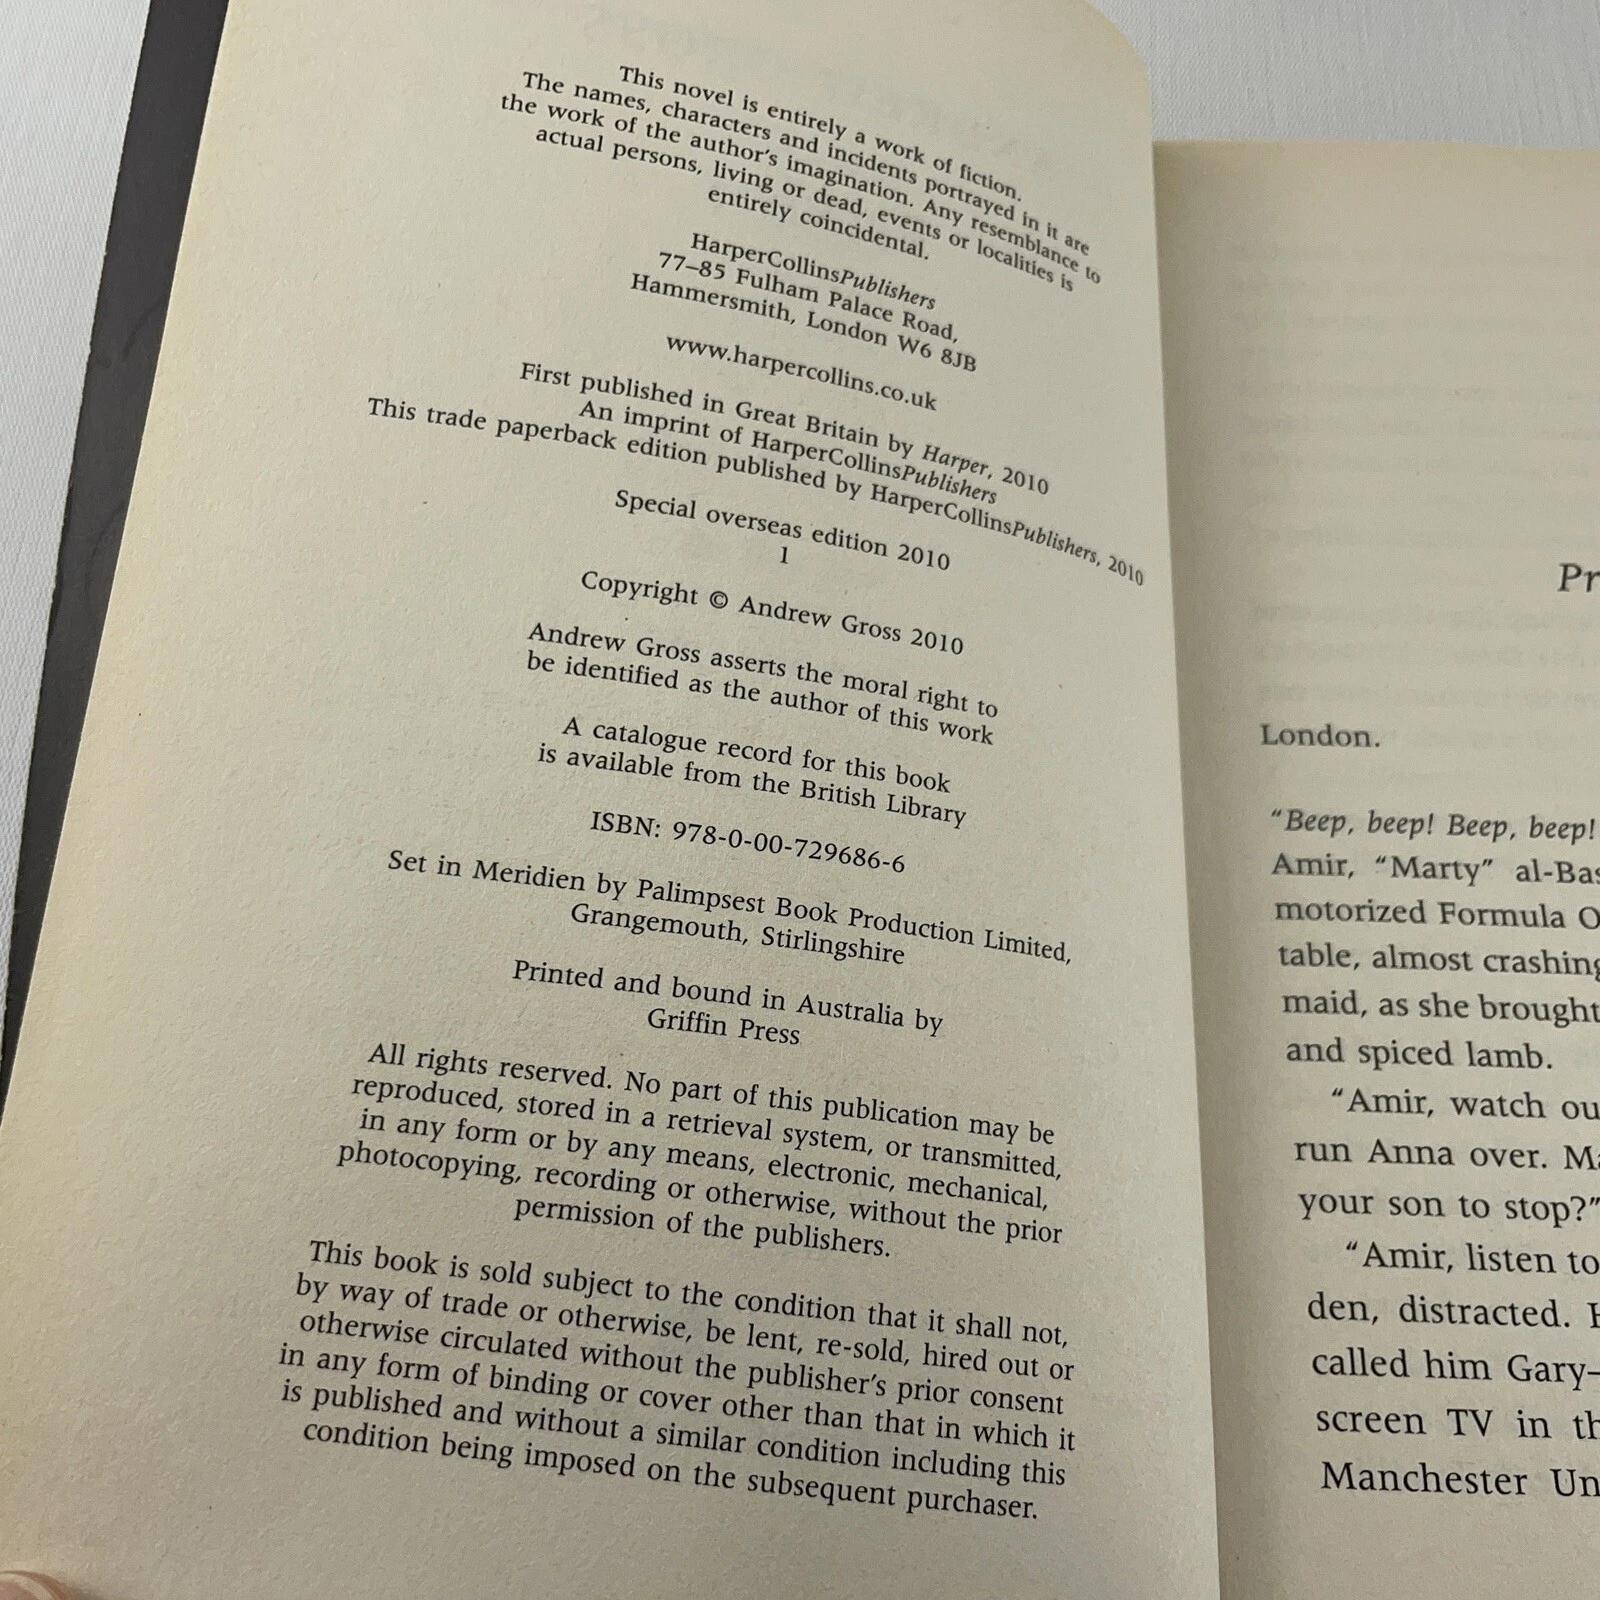 This novel is entirely a work of fiction.
The names, characters and incidents portrayed in it are
the work of the author's imagination. Any resemblance to
actual persons, living or dead, events or localities is
entirely coincidental.
HarperCollinsPublishers
77–85 Fulham Palace Road,
Hammersmith, London W6 8JB
www.harpercollins.co.uk
First published in Great Britain by Harper, 2010
An imprint of HarperCollinsPublishers
This trade paperback edition published by HarperCollinsPublishers, 2010
Special overseas edition 2010
1
Copyright © Andrew Gross 2010
Andrew Gross asserts the moral right to
be identified as the author of this work
A catalogue record for this book
is available from the British Library
ISBN: 978-0-00-729686-6
Set in Meridien by Palimpsest Book Production Limited,
Grangemouth, Stirlingshire
Printed and bound in Australia by
Griffin Press
All rights reserved. No part of this publication may be
reproduced, stored in a retrieval system, or transmitted,
in any form or by any means, electronic, mechanical,
photocopying, recording or otherwise, without the prior
permission of the publishers.
This book is sold subject to the condition that it shall not,
by way of trade or otherwise, be lent, re-sold, hired out or
otherwise circulated without the publisher's prior consent
in any form of binding or cover other than that in which it
is published and without a similar condition including this
condition being imposed on the subsequent purchaser.
Pr
London.
"Beep, beep! Beep, beep!
Amir, "Marty" al-Bas
motorized Formula O
table, almost crashing
maid, as she brought
and spiced lamb.
"Amir, watch ou
run Anna over. Ma
your son to stop?"
"Amir, listen to
den, distracted. H
called him Gary–
screen TV in th
Manchester Un